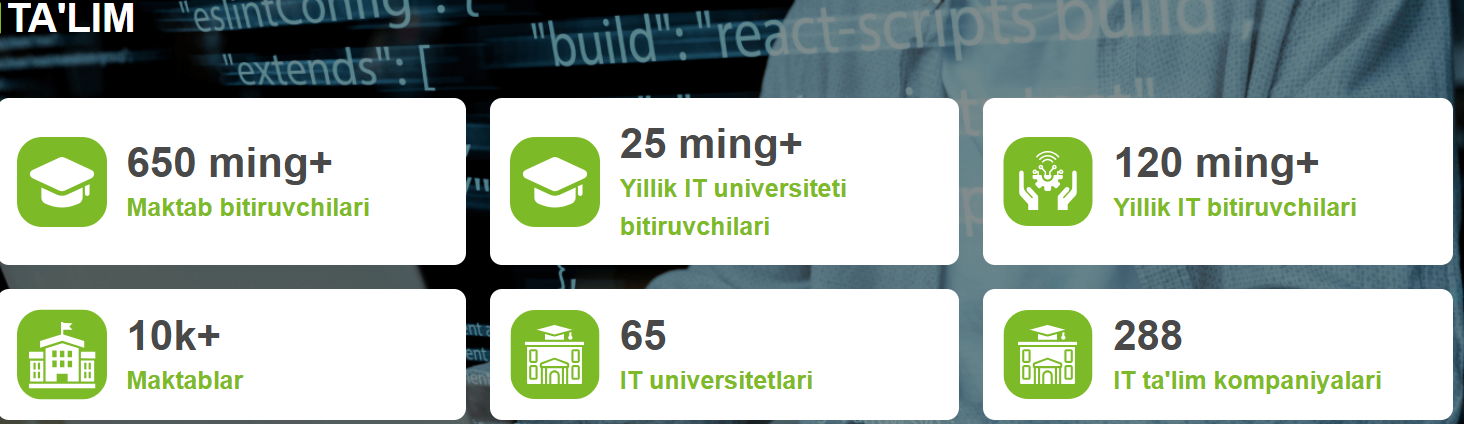 TA'LIM
"eslintConfig": {
"extends": [
"build": "react-scripts build",
650 ming+
Maktab bitiruvchilari
25 ming+
Yillik IT universiteti
bitiruvchilari
120 ming+
Yillik IT bitiruvchilari
10k+
Maktablar
65
IT universitetlari
288
IT ta'lim kompaniyalari